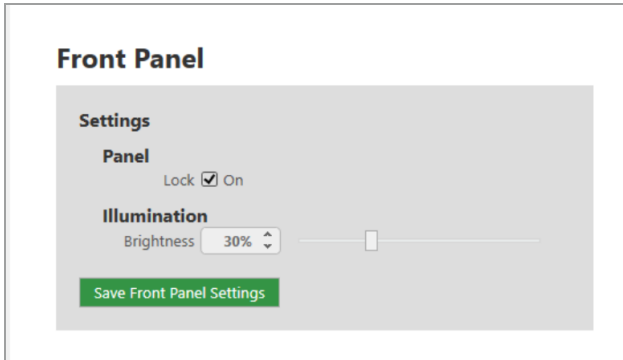 Front Panel
Settings
Panel
Lock On
Illumination
Brightness 30%
Save Front Panel Settings